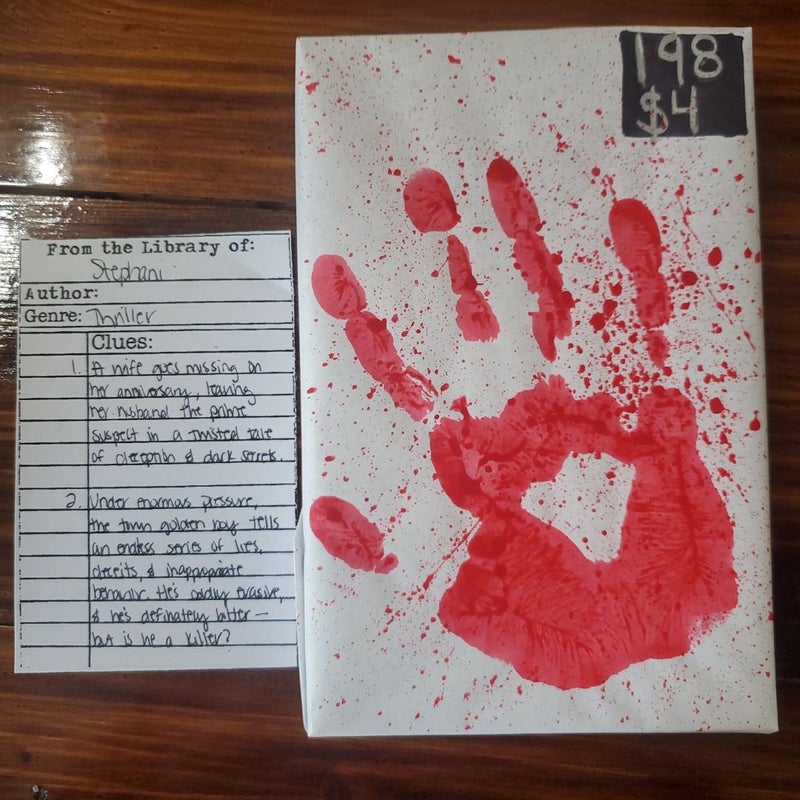 198
$4
From the Library of:
Stephani
Author:
Genre: Thriller
Clues:
1. A wife goes missing on
her anniversary, leaving
her husband the prime
suspect in a twisted tale
of deception & dark secrets.
2. Under enormous pressure,
the town golden boy tells
an endless series of lies,
deceits, & inappropriate
behavior. He's oddly evasive,
& he's definately bitter —
but is he a killer?